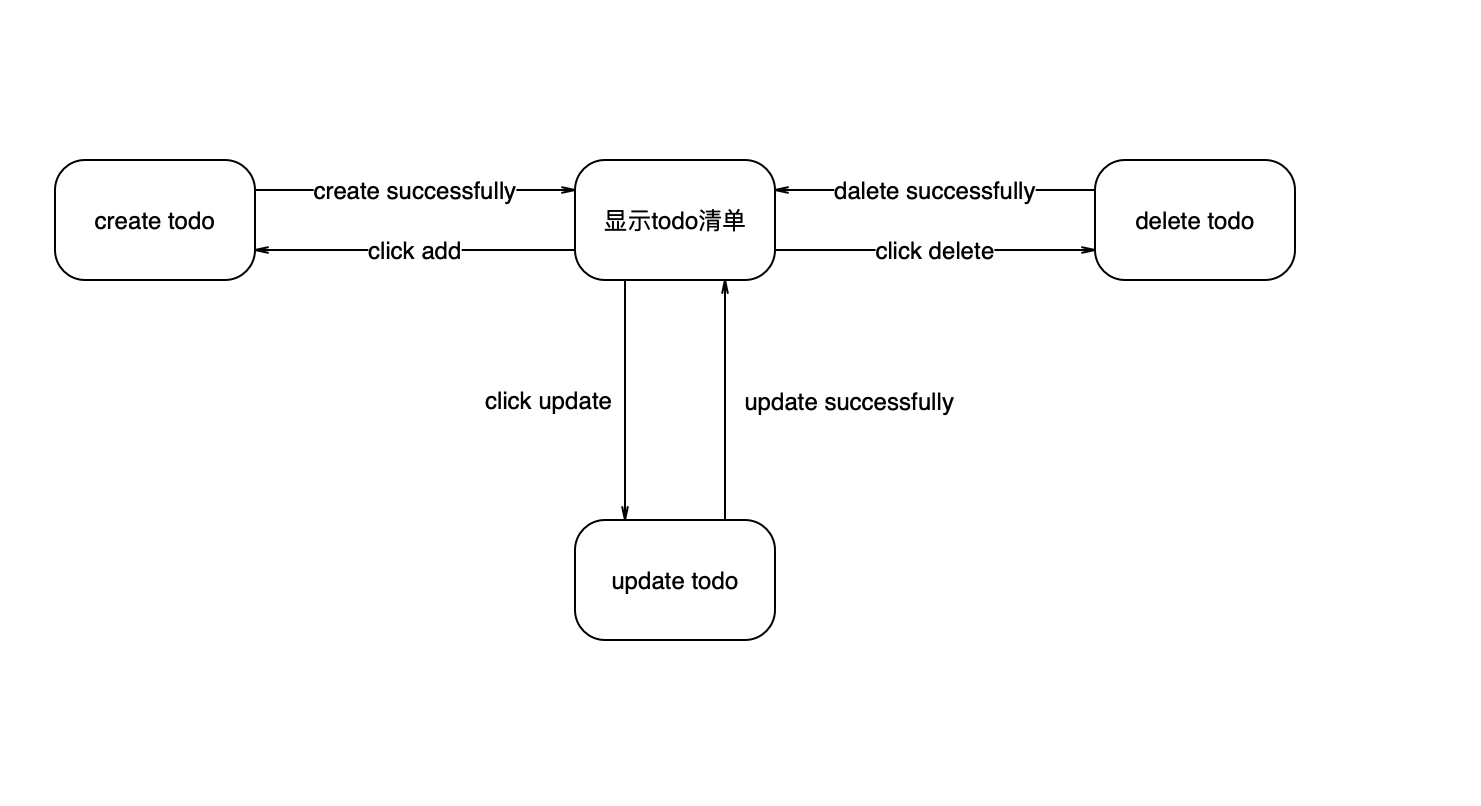 create successfully
dalete successfully
create todo
显示todo清单
delete todo
click add
click delete
click update
update successfully
update todo